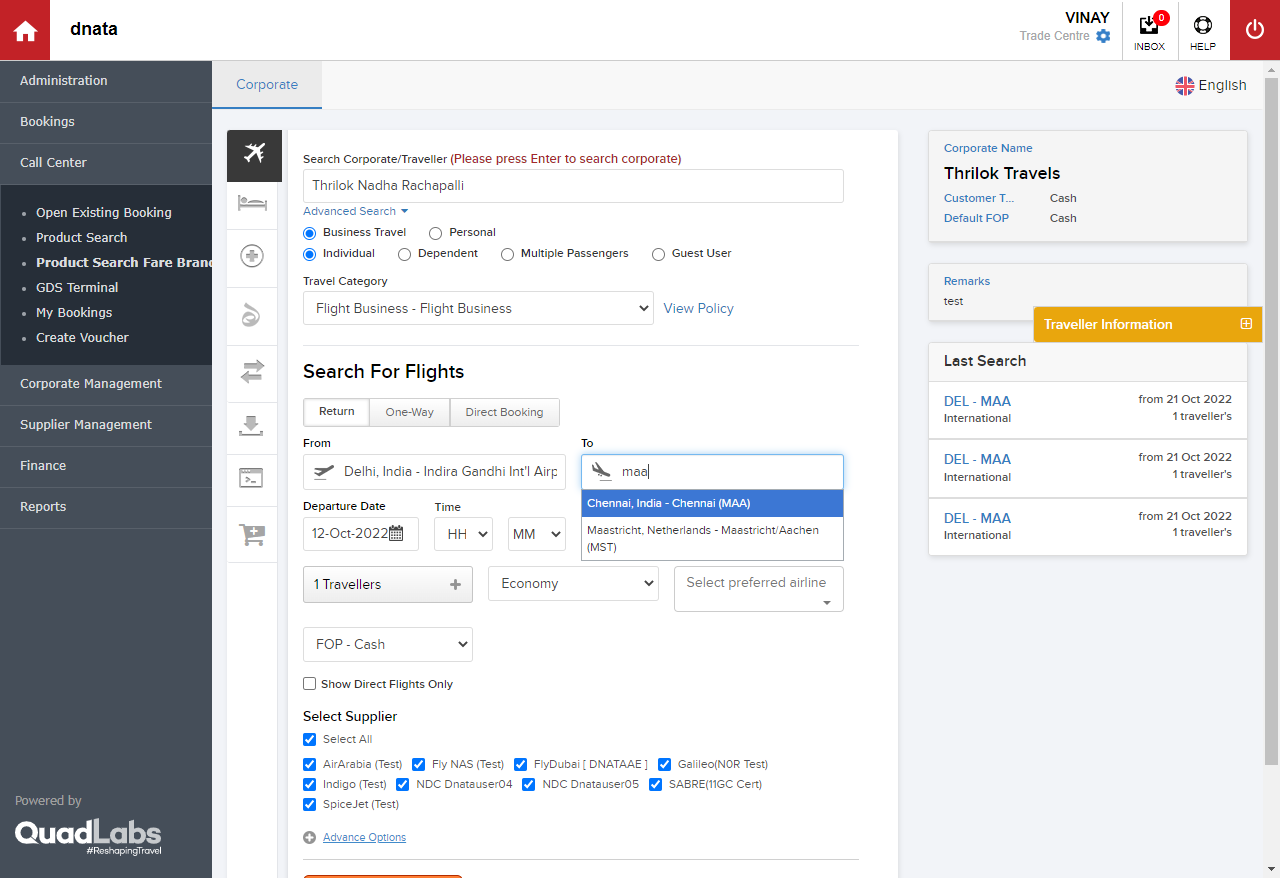 dnata
VINAY
Trade Centre
0
INBOX
HELP
Administration
Bookings
Call Center
Open Existing Booking
Product Search
Product Search Fare Bran
GDS Terminal
My Bookings
Create Voucher
Corporate Management
Supplier Management
Finance
Reports
Powered by
QuadLabs
#ReshapingTravel
Corporate
English
Search Corporate/Traveller (Please press Enter to search corporate)
Thrilok Nadha Rachapalli
Advanced Search
Business Travel Personal
Individual Dependent Multiple Passengers Guest User
Travel Category
Flight Business - Flight Business View Policy
Search For Flights
Return One-Way Direct Booking
From To
Delhi, India - Indira Gandhi Int'l Airp maa
Chennai, India - Chennai (MAA)
Maastricht, Netherlands - Maastricht/Aachen
(MST)
Departure Date Time
12-Oct-2022 HH MM
1 Travellers Economy Select preferred airline
FOP - Cash
Show Direct Flights Only
Select Supplier
Select All
AirArabia (Test) Fly NAS (Test) FlyDubai [ DNATAAE ] Galileo(N0R Test)
Indigo (Test) NDC Dnatauser04 NDC Dnatauser05 SABRE(11GC Cert)
SpiceJet (Test)
Advance Options
Corporate Name
Thrilok Travels
Customer T... Cash
Default FOP Cash
Remarks
test
Traveller Information
Last Search
DEL - MAA from 21 Oct 2022
International 1 traveller's
DEL - MAA from 21 Oct 2022
International 1 traveller's
DEL - MAA from 21 Oct 2022
International 1 traveller's